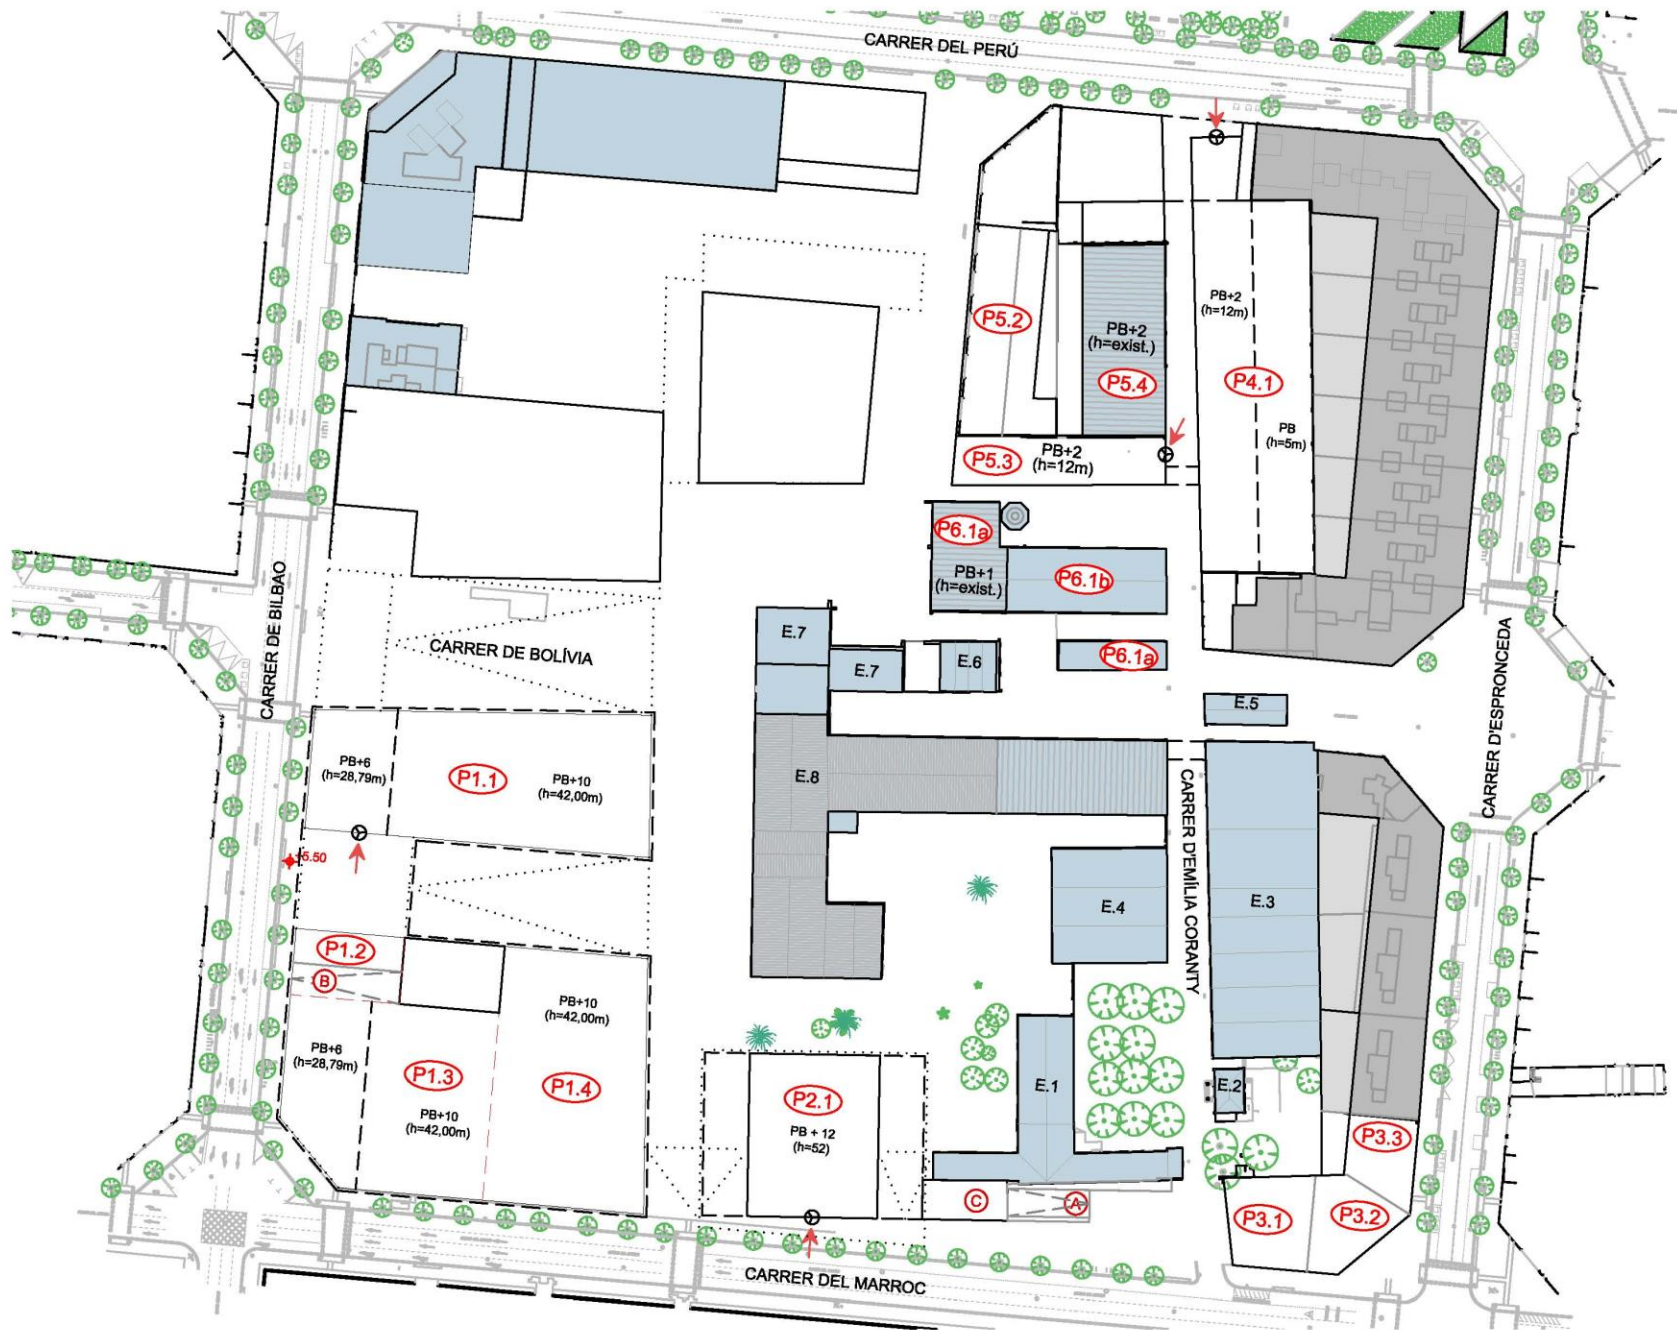 CARRER DEL PERÚ
PB+2
(h=12m)
P5.2
PB+2
(h=exist.)
P5.4
P4.1
PB
(h=5m)
P5.3
PB+2
(h=12m)
P6.1a
PB+1
(h=exist.)
P6.1b
CARRER DE BILBAO
CARRER DE BOLÍVIA
E.7
E.7
E.6
P6.1a
E.5
CARRER D'ESPRONCEDA
PB+6
(h=28,79m)
P1.1
PB+10
(h=42,00m)
E.8
CARRER D'EMÍLIA CORANTY
+5.50
E.4
E.3
P1.2
B
PB+10
(h=42,00m)
PB+6
(h=28,79m)
P1.3
P1.4
PB+10
(h=42,00m)
P2.1
PB + 12
(h=52)
E.1
E.2
P3.3
C
A
P3.1
P3.2
CARRER DEL MARROC